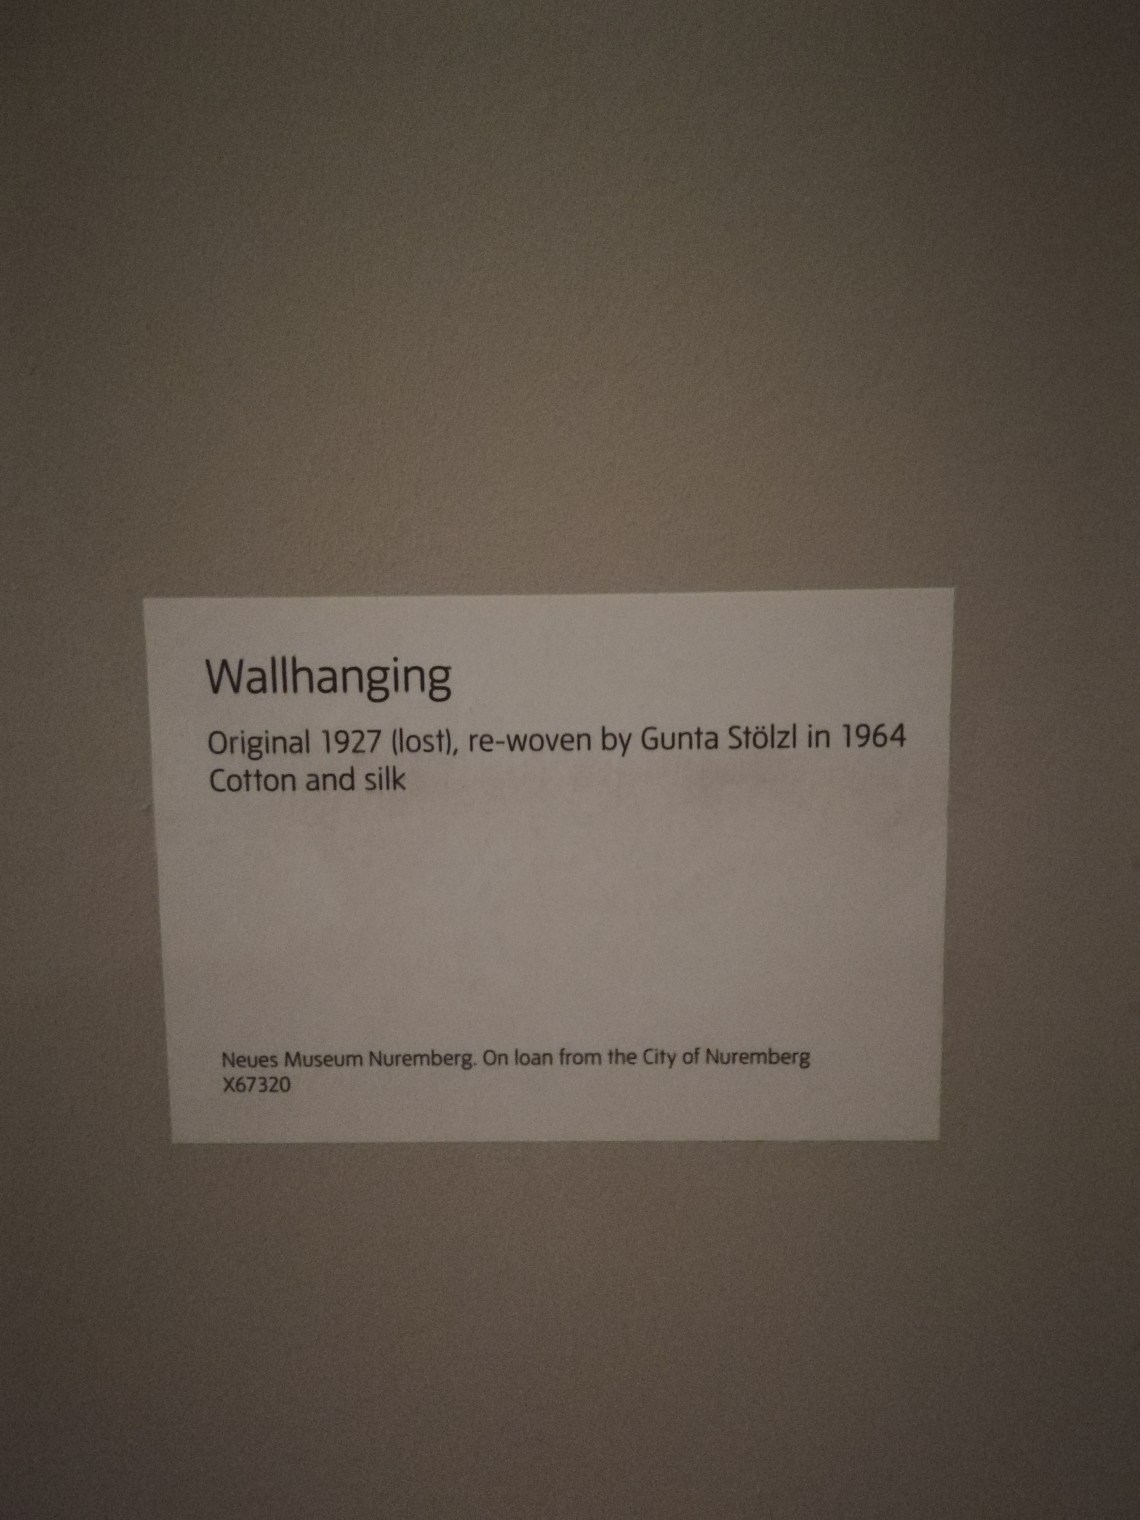 Wallhanging
Original 1927 (lost), re-woven by Gunta Stölzl in 1964
Cotton and silk
Neues Museum Nuremberg. On loan from the City of Nuremberg
X67320